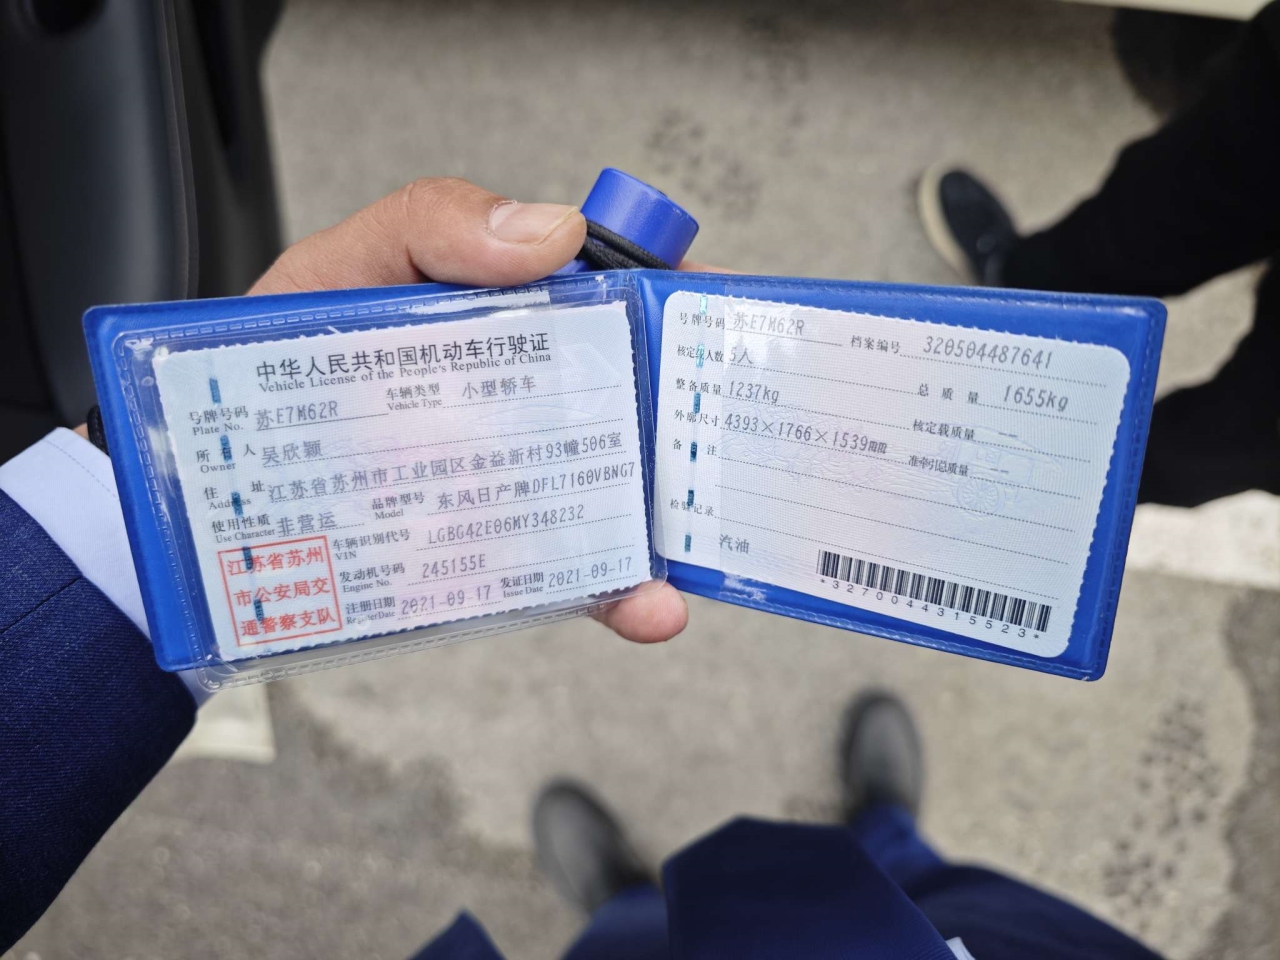 中华人民共和国机动车行驶证
Vehicle License of the People's Republic of China
号牌号码 苏E7M62R 车辆类型 小型轿车
Plate No. Vehicle Type
所有人 吴欣颖
Owner
住址 江苏省苏州市工业园区金益新村93幢506室
Address
使用性质 非营运 品牌型号 东风日产牌DFL7160VBNG7
Use Character Model
江苏省苏州
市公安局交
通警察支队
车辆识别代号 LGBG42E06MY348232
VIN
发动机号码 245155E
Engine No.
注册日期 2021-09-17 发证日期 2021-09-17
Register Date Issue Date
号牌号码 苏E7M62R 档案编号 320504487641
核定载人数 5人 总质量 1655kg
整备质量 1237kg 核定载质量 --
外廓尺寸 4393×1766×1539mm 准牵引总质量 --
备注
检验记录
汽油
*3270044315523*